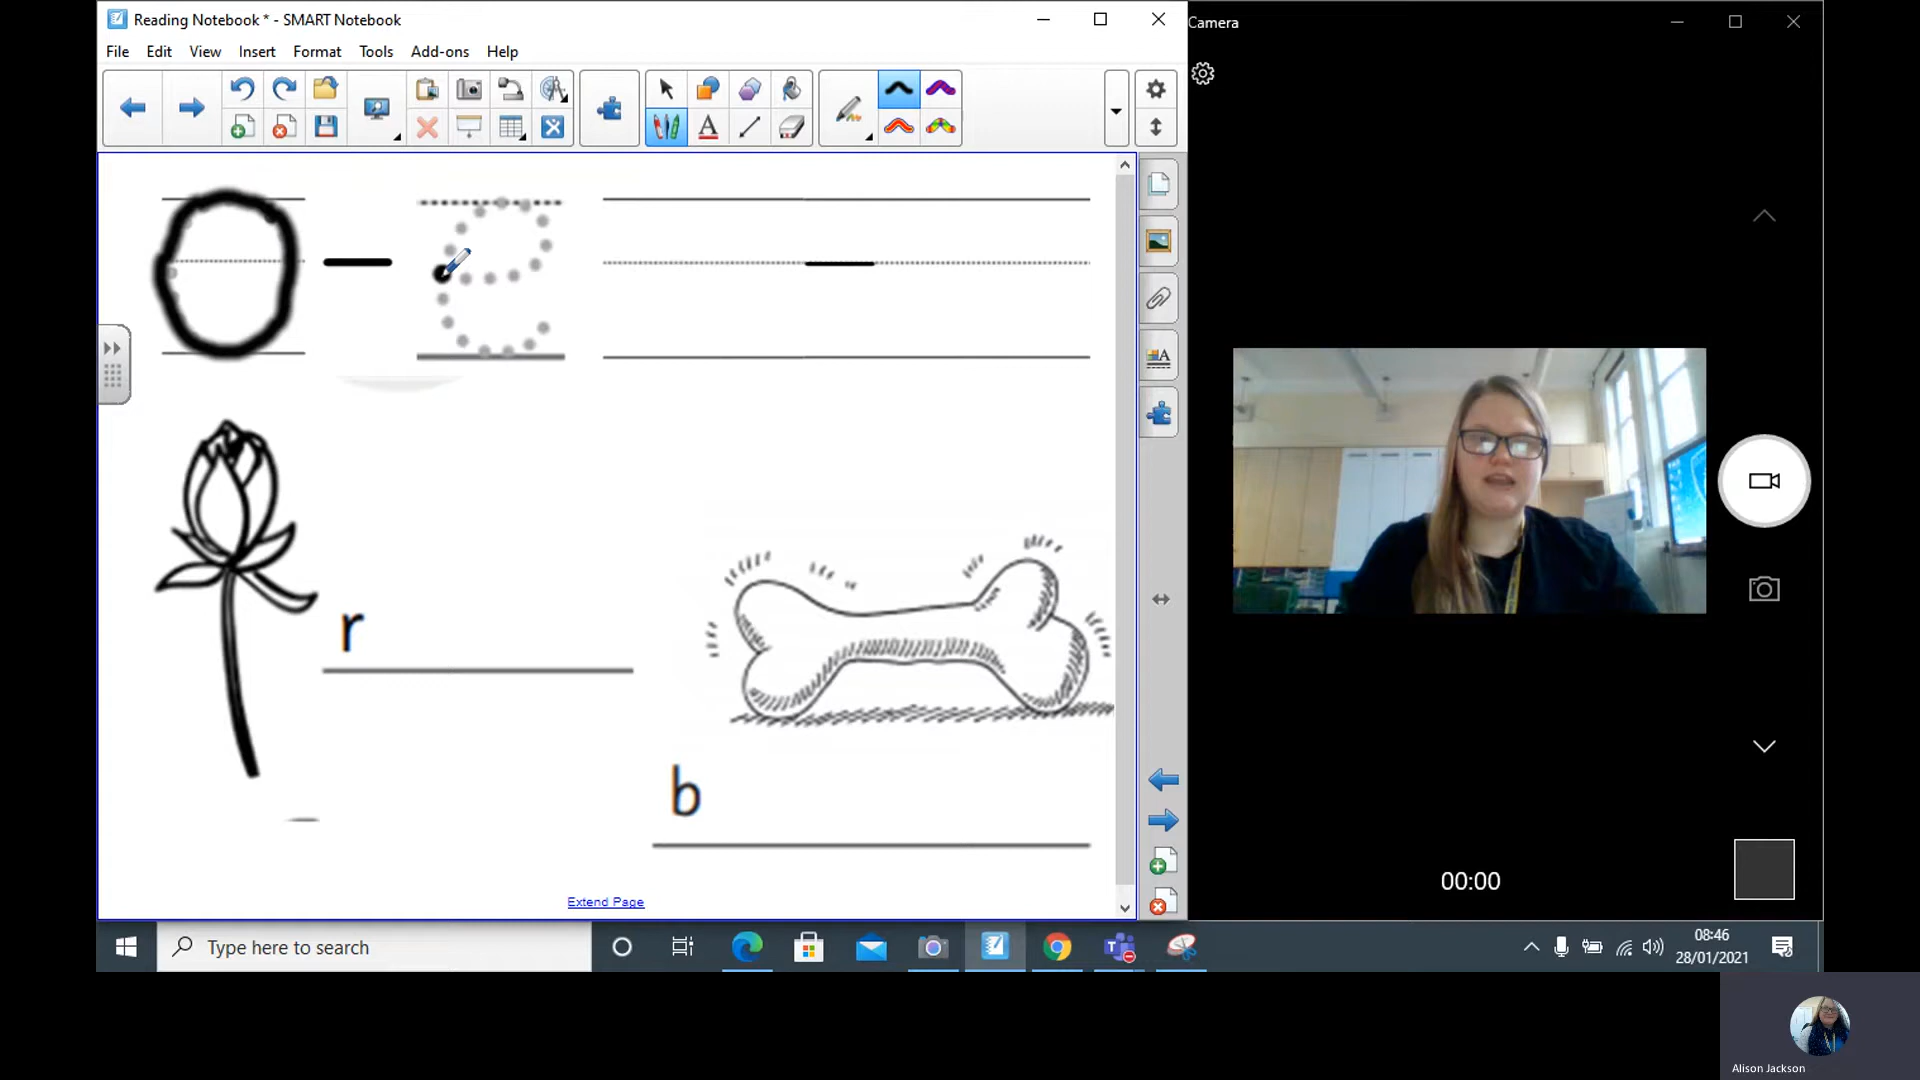 Reading Notebook * - SMART Notebook
Camera
File Edit View Insert Format Tools Add-ons Help
o — e
r
b
Extend Page
00:00
Type here to search
08:46
28/01/2021
Alison Jackson